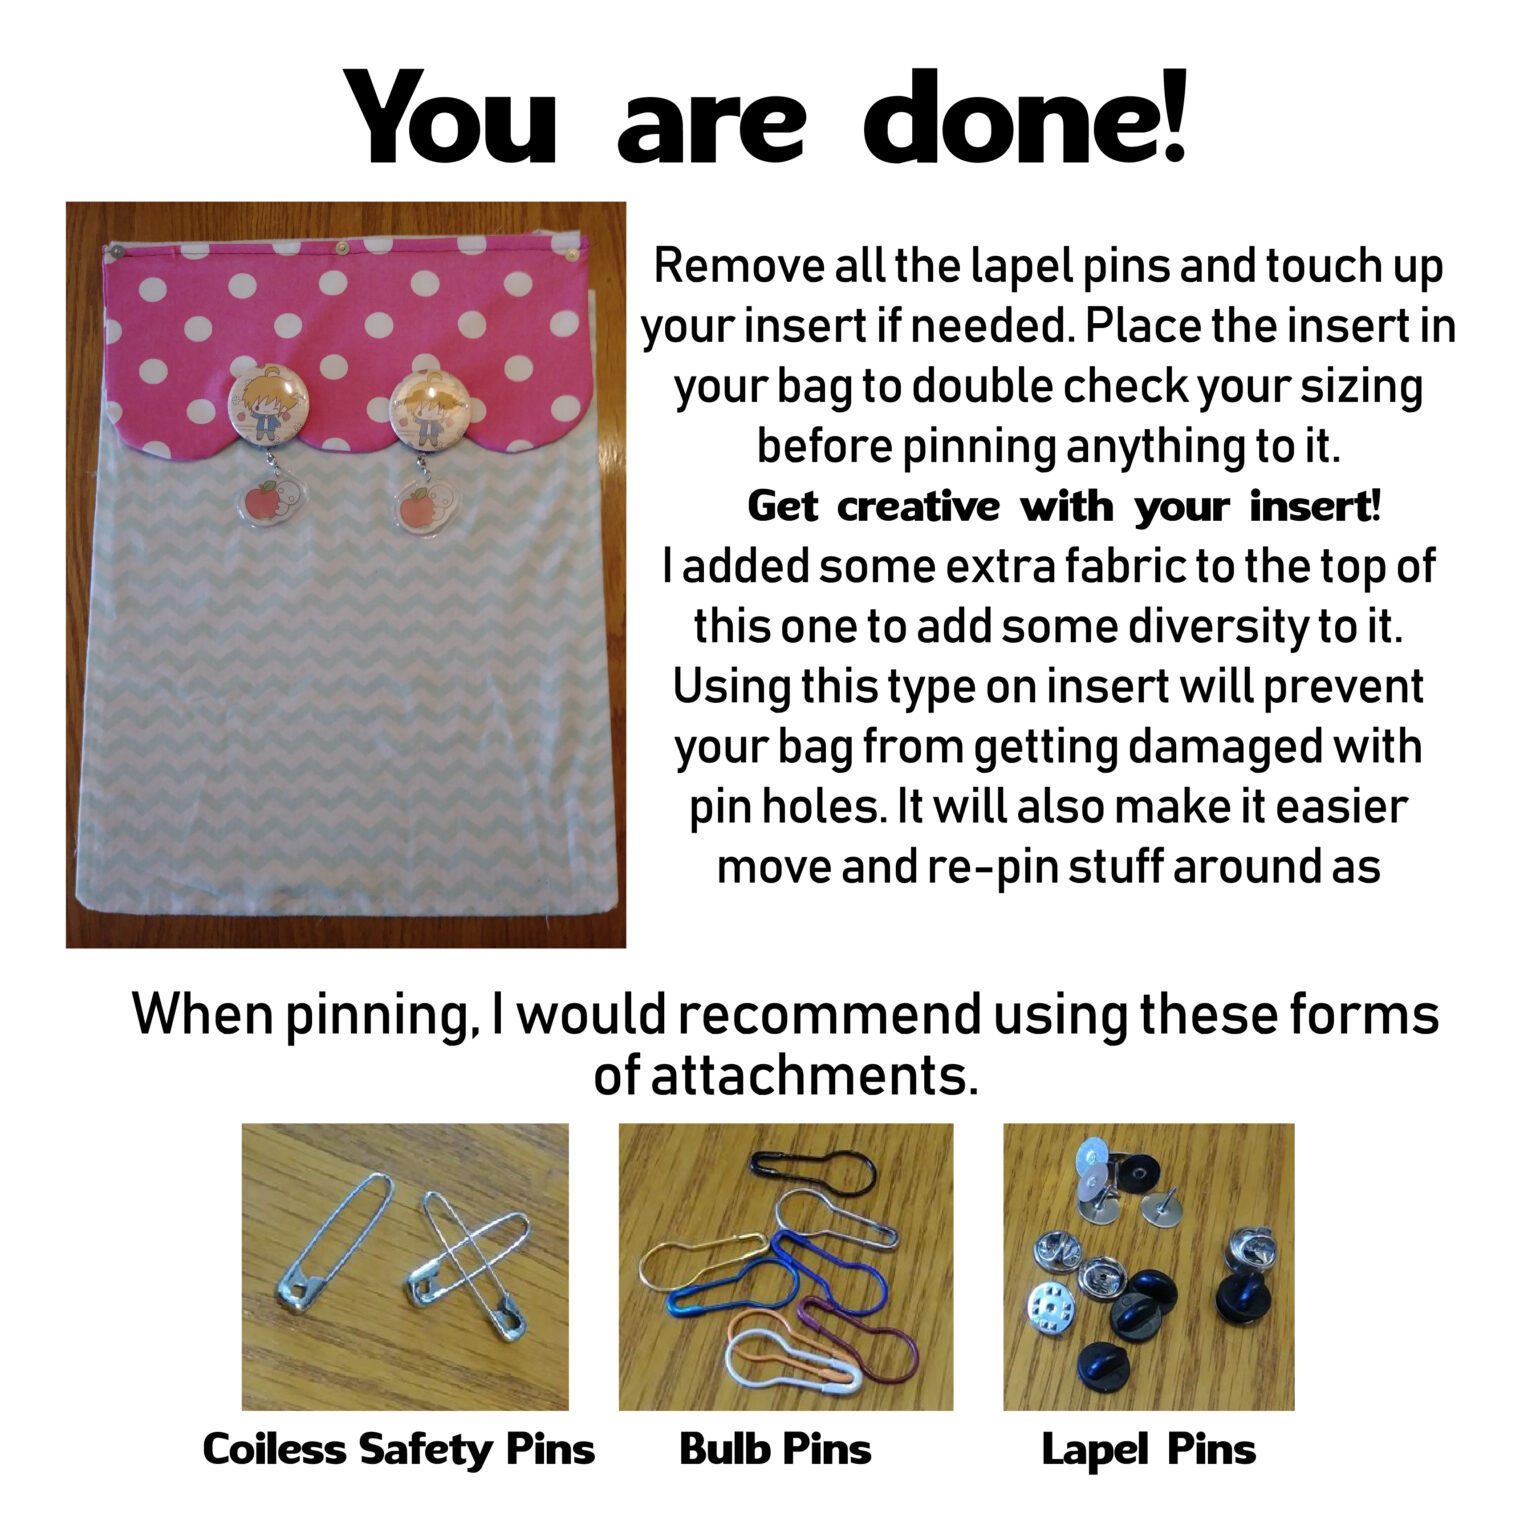 You are done!
Remove all the lapel pins and touch up
your insert if needed. Place the insert in
your bag to double check your sizing
before pinning anything to it.
Get creative with your insert!
I added some extra fabric to the top of
this one to add some diversity to it.
Using this type on insert will prevent
your bag from getting damaged with
pin holes. It will also make it easier
move and re-pin stuff around as
When pinning, I would recommend using these forms
of attachments.
Coiless Safety Pins
Bulb Pins
Lapel Pins